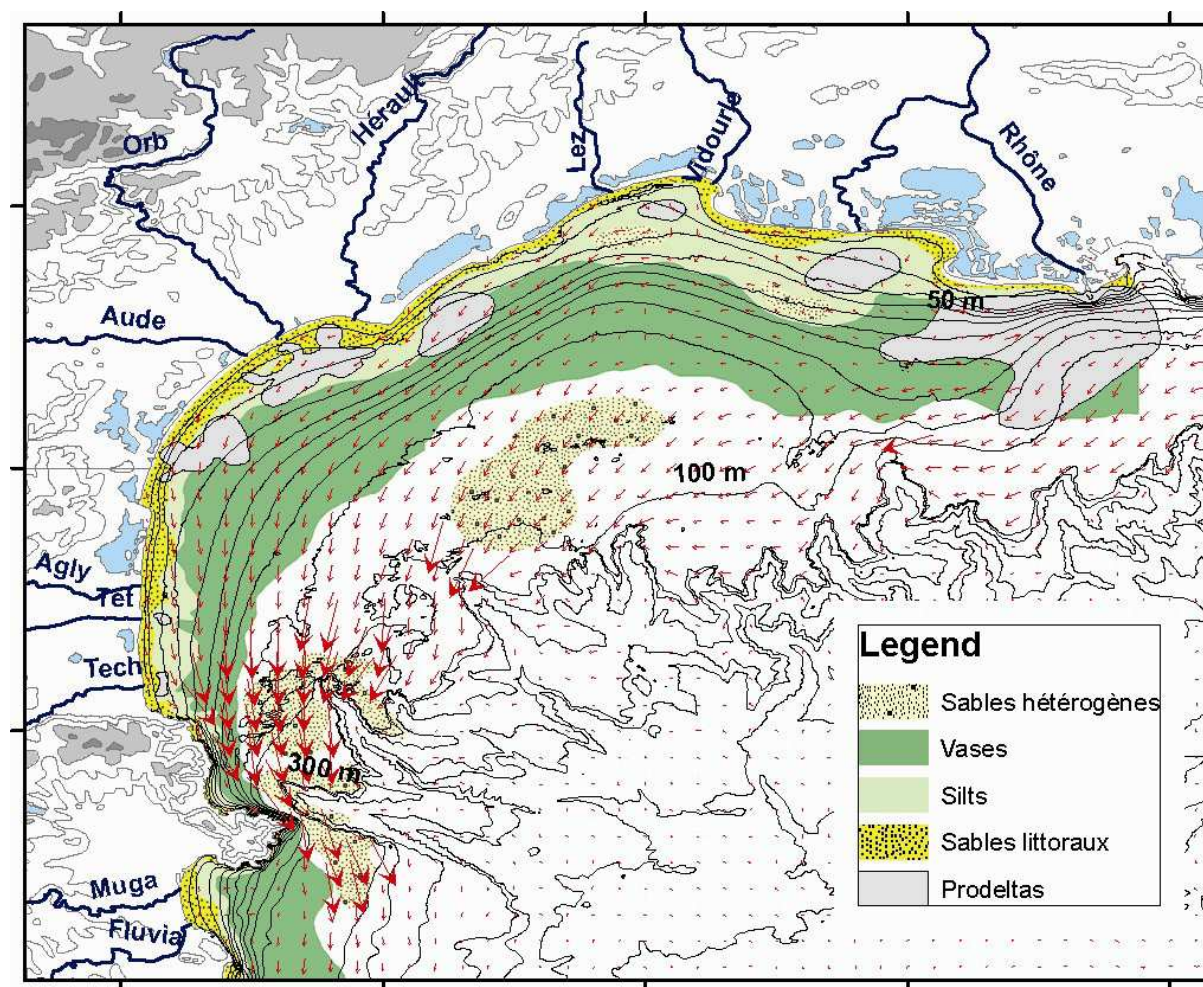 Orb
Hérault
Lez
Vidourle
Rhône
Aude
50 m
100 m
Agly
Tet
Tech
300 m
Muga
Fluvia
Legend
Sables hétérogènes
Vases
Silts
Sables littoraux
Prodeltas